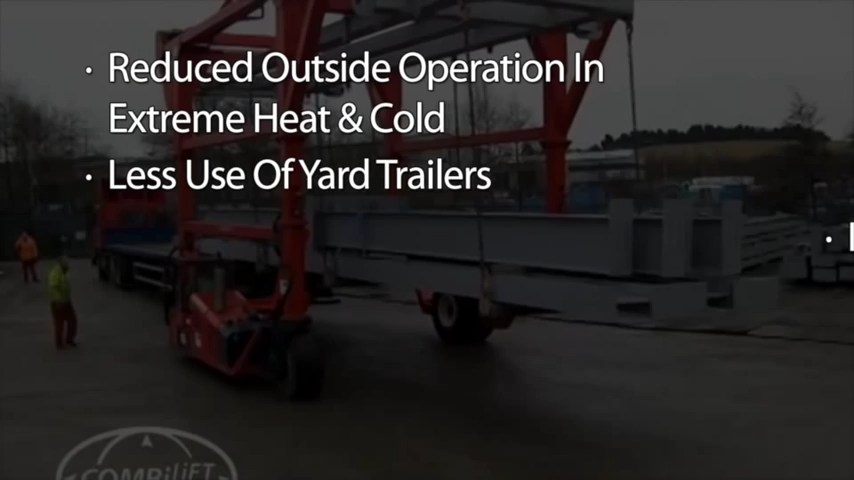 · Reduced Outside Operation In
Extreme Heat & Cold
· Less Use Of Yard Trailers
·
COMBiLiFT